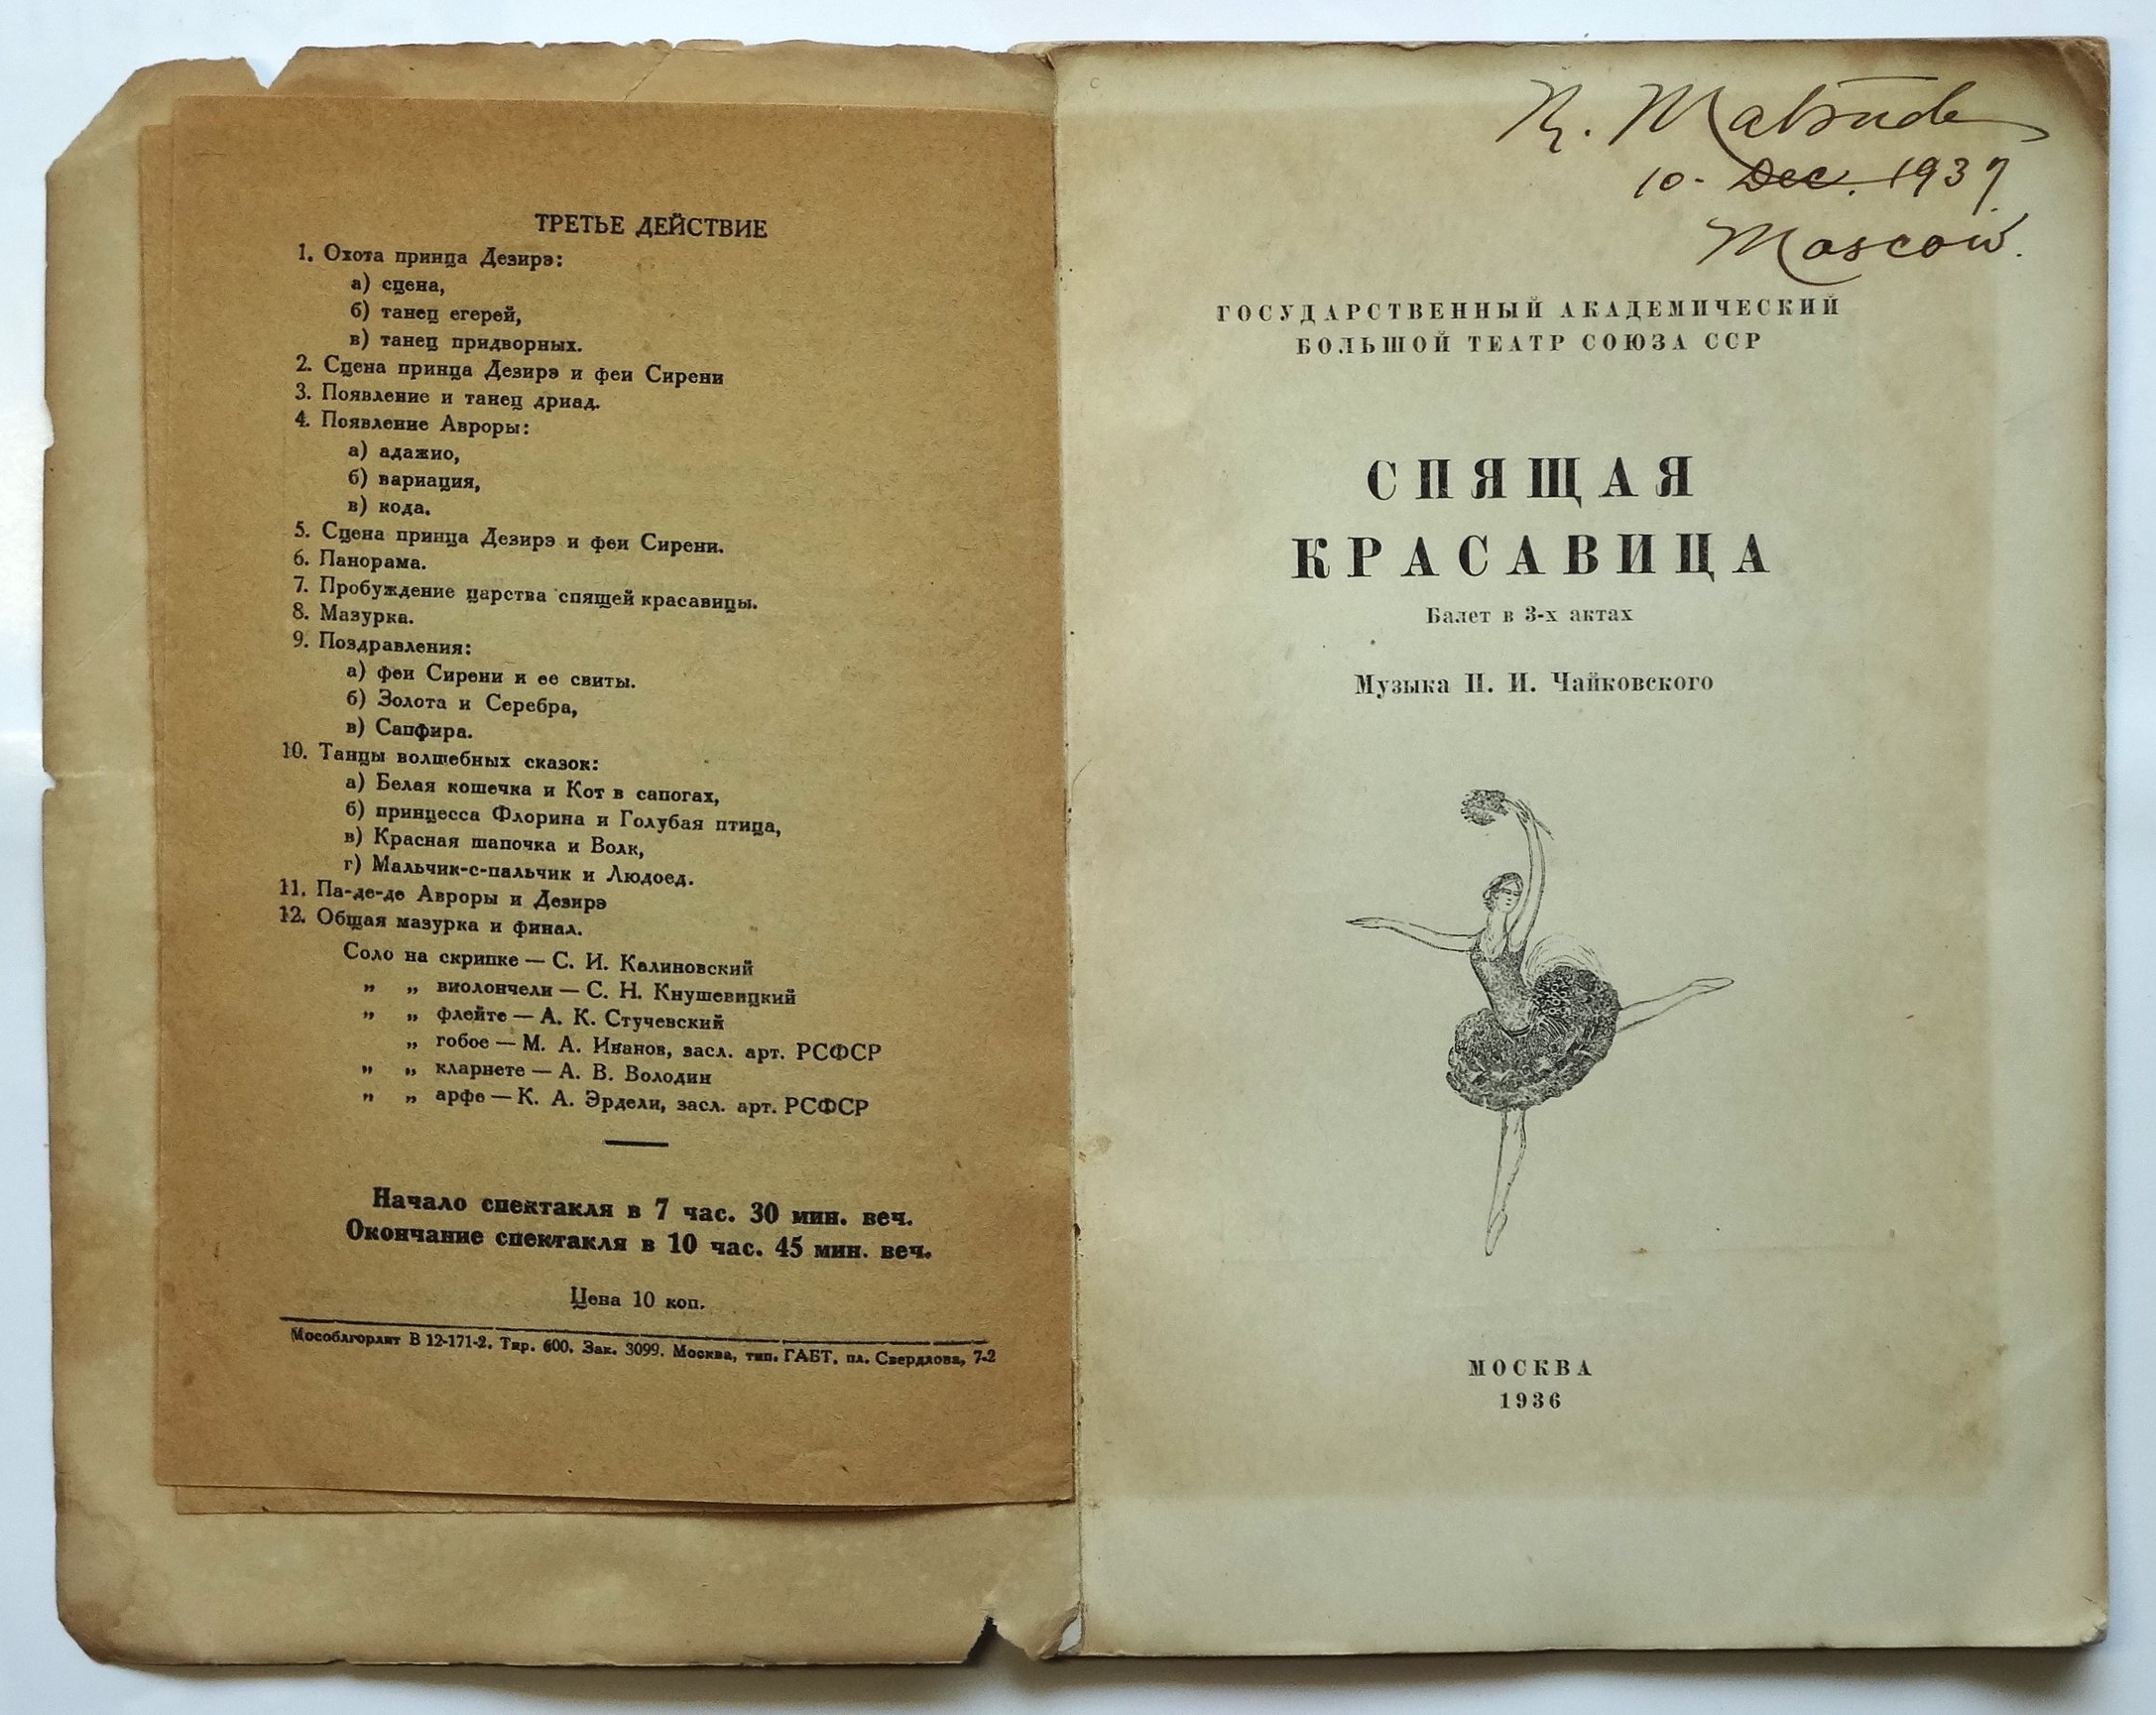 ТРЕТЬЕ ДЕЙСТВИЕ
1. Охота принца Дезирэ:
а) сцена,
б) танец егерей,
в) танец придворных.
2. Сцена принца Дезирэ и феи Сирени
3. Появление и танец дриад.
4. Появление Авроры:
а) адажио,
б) вариация,
в) кода.
5. Сцена принца Дезирэ и феи Сирени.
6. Панорама.
7. Пробуждение царства спящей красавицы.
8. Мазурка.
9. Поздравления:
а) феи Сирени и ее свиты.
б) Золота и Серебра,
в) Сапфира.
10. Танцы волшебных сказок:
а) Белая кошечка и Кот в сапогах,
б) принцесса Флорина и Голубая птица,
в) Красная шапочка и Волк,
г) Мальчик-с-пальчик и Людоед.
11. Па-де-де Авроры и Дезирэ
12. Общая мазурка и финал.
Соло на скрипке — С. И. Калиновский
„ „ виолончели — С. Н. Кнушевицкий
„ „ флейте — А. К. Стучевский
„ гобое — М. А. Иванов, засл. арт. РСФСР
„ „ кларнете — А. В. Володин
„ „ арфе — К. А. Эрдели, засл. арт. РСФСР
Начало спектакля в 7 час. 30 мин. веч.
Окончание спектакля в 10 час. 45 мин. веч.
Цена 10 коп.
Мособлгорлит В 12-171-2. Тир. 600. Зак. 3099. Москва, тип. ГАБТ, пл. Свердлова, 7-2
10 - Dec. 1937.
Moscow.
ГОСУДАРСТВЕННЫЙ АКАДЕМИЧЕСКИЙ
БОЛЬШОЙ ТЕАТР СОЮЗА ССР
СПЯЩАЯ
КРАСАВИЦА
Балет в 3-х актах
Музыка П. И. Чайковского
МОСКВА
1936